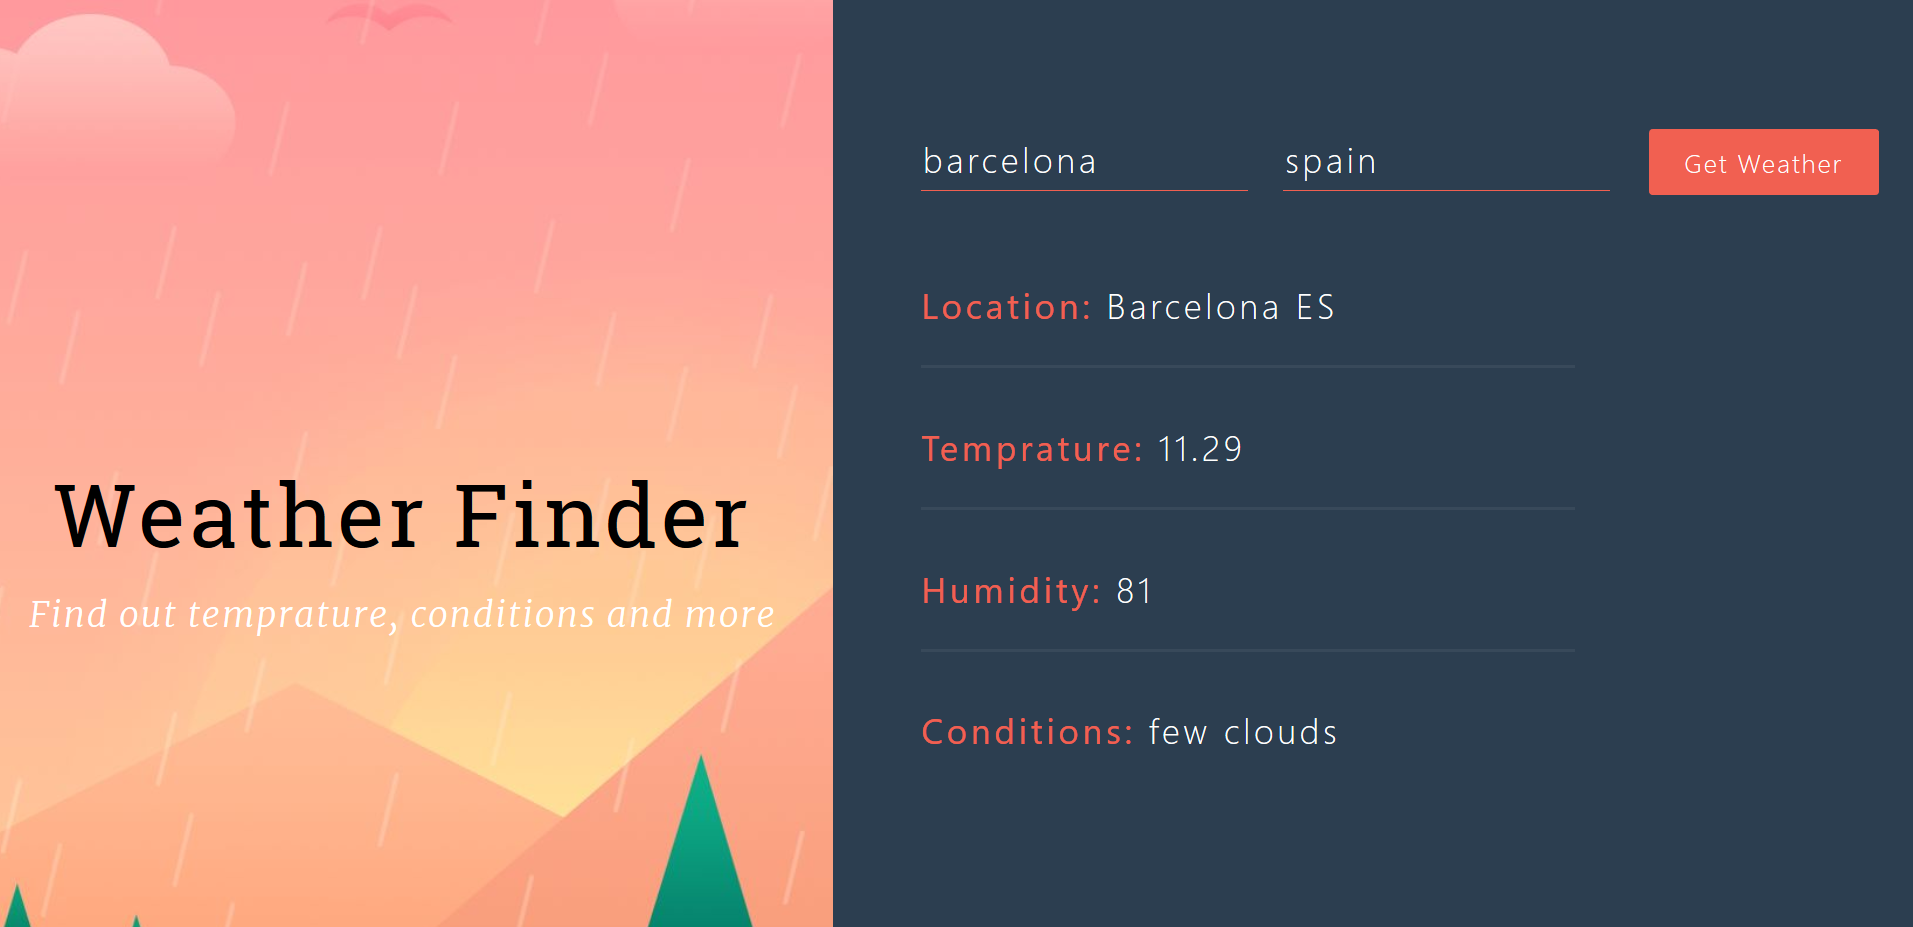 Weather Finder
Find out temprature, conditions and more
barcelona
spain
Get Weather
Location: Barcelona ES
Temprature: 11.29
Humidity: 81
Conditions: few clouds